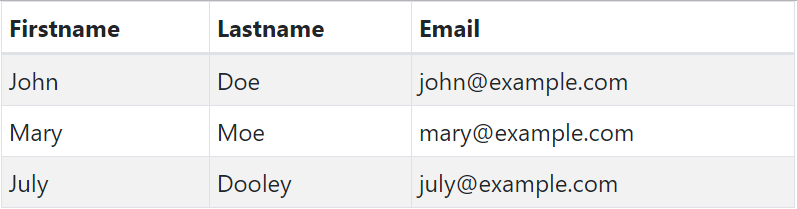 Firstname Lastname Email
John Doe john@example.com
Mary Moe mary@example.com
July Dooley july@example.com